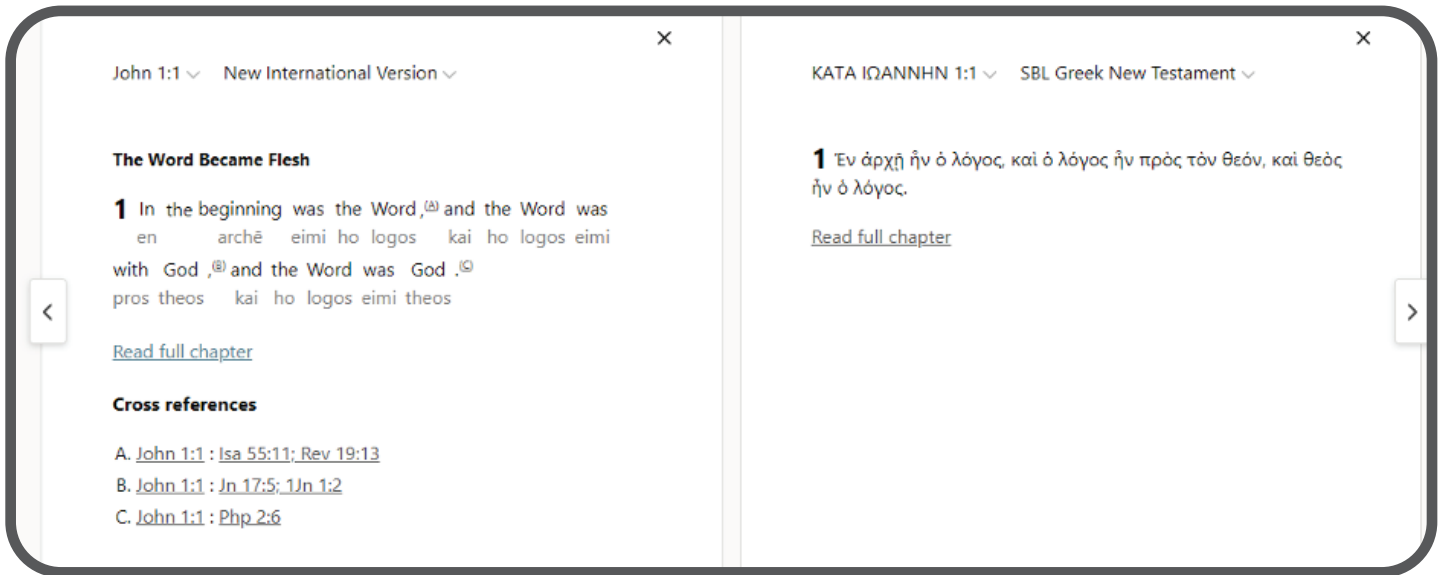 John 1:1 New International Version
The Word Became Flesh
1 In the beginning was the Word,(A) and the Word was
en archē eimi ho logos kai ho logos eimi
with God ,(B) and the Word was God .(C)
pros theos kai ho logos eimi theos
Read full chapter
Cross references
A. John 1:1 : Isa 55:11; Rev 19:13
B. John 1:1 : Jn 17:5; 1Jn 1:2
C. John 1:1 : Php 2:6
ΚΑΤΑ ΙΩΑΝΝΗΝ 1:1 SBL Greek New Testament
1 Ἐν ἀρχῇ ἦν ὁ λόγος, καὶ ὁ λόγος ἦν πρὸς τὸν θεόν, καὶ θεὸς
ἦν ὁ λόγος.
Read full chapter